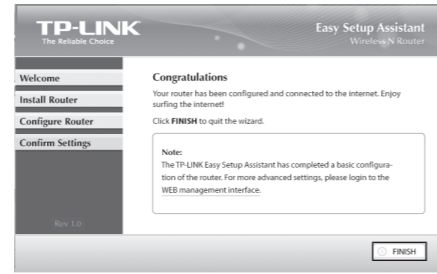 TP-LINK
The Reliable Choice
Easy Setup Assistant
Wireless N Router
Welcome
Install Router
Configure Router
Confirm Settings
Rev 1.0
Congratulations
Your router has been configured and connected to the internet. Enjoy
surfing the internet!
Click FINISH to quit the wizard.
Note:
The TP-LINK Easy Setup Assistant has completed a basic configura-
tion of the router. For more advanced settings, please login to the
WEB management interface.
FINISH